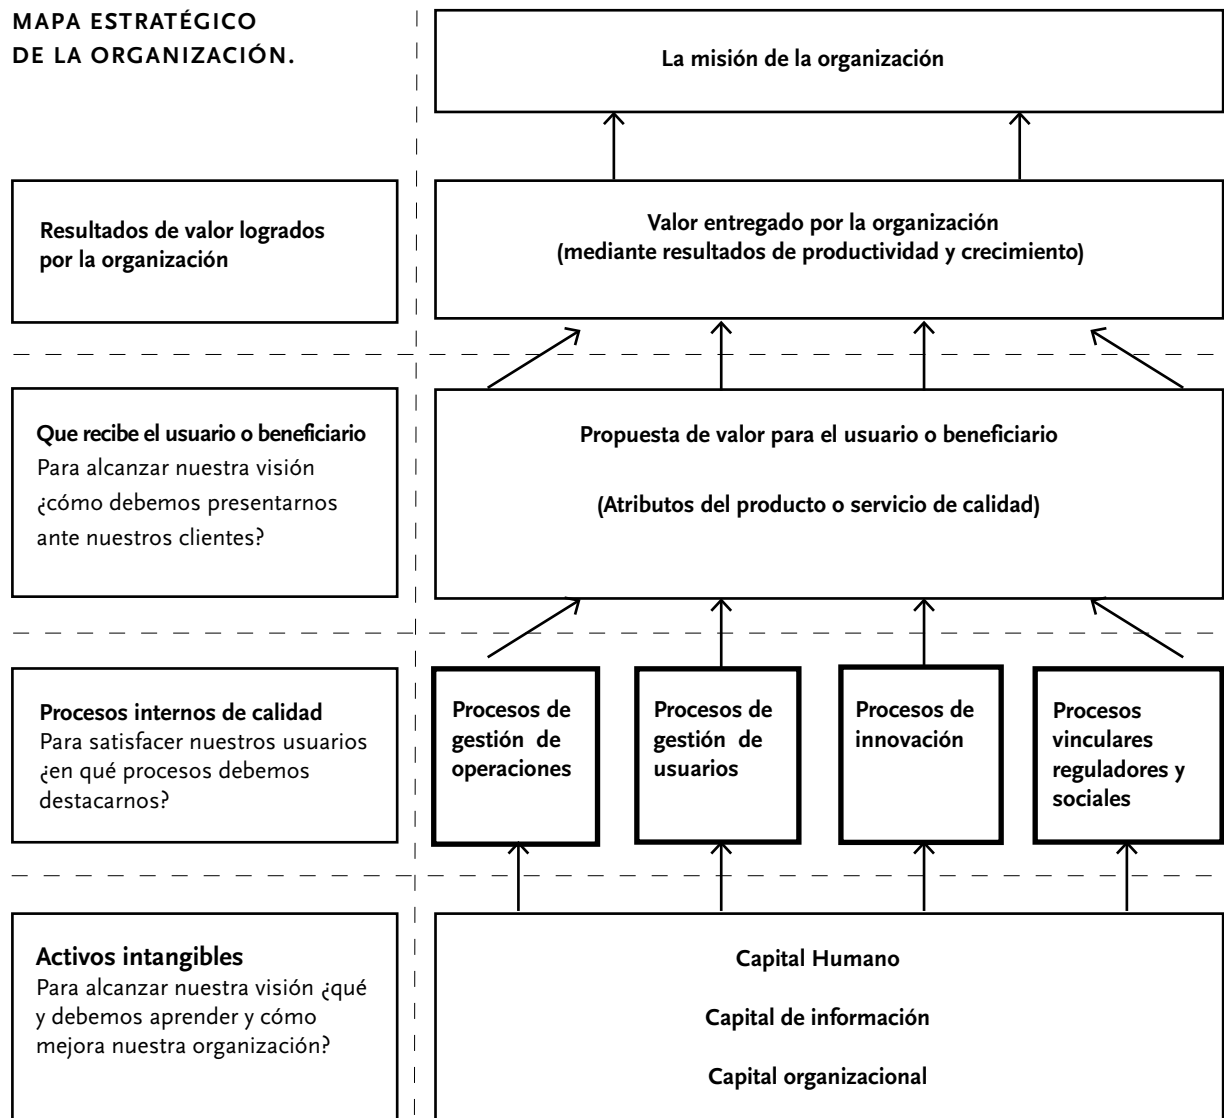 MAPA ESTRATÉGICO
DE LA ORGANIZACIÓN.
La misión de la organización
Resultados de valor logrados
por la organización
Valor entregado por la organización
(mediante resultados de productividad y crecimiento)
Que recibe el usuario o beneficiario
Para alcanzar nuestra visión
¿cómo debemos presentarnos
ante nuestros clientes?
Propuesta de valor para el usuario o beneficiario
(Atributos del producto o servicio de calidad)
Procesos internos de calidad
Para satisfacer nuestros usuarios
¿en qué procesos debemos
destacarnos?
Procesos de
gestión de
operaciones
Procesos de
gestión de
usuarios
Procesos de
innovación
Procesos
vinculares
reguladores y
sociales
Activos intangibles
Para alcanzar nuestra visión ¿qué
y debemos aprender y cómo
mejora nuestra organización?
Capital Humano
Capital de información
Capital organizacional